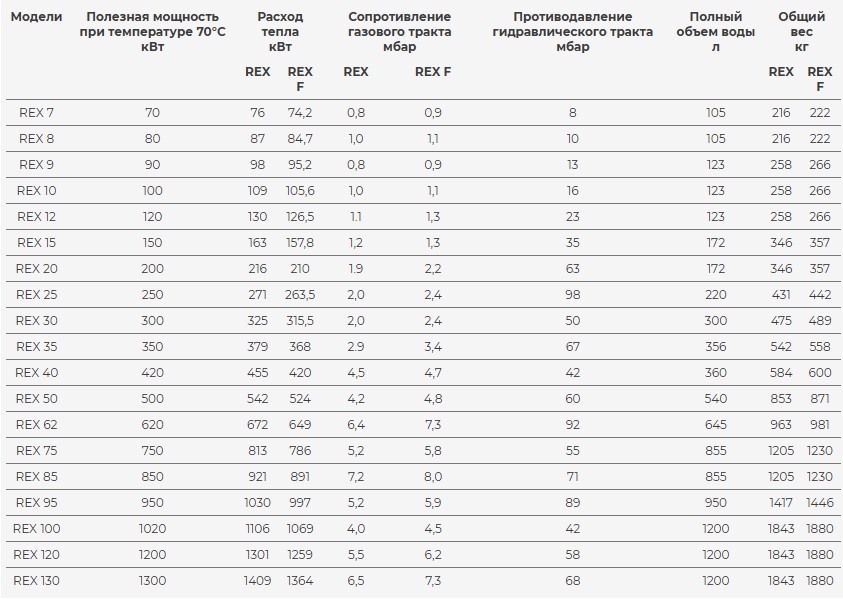 Модели Полезная мощность Расход Сопротивление Противодавление Полный Общий
при температуре 70°C тепла газового тракта гидравлического тракта объем воды вес
кВт кВт мбар мбар л кг
REX REX REX REX F REX REX
F F
REX 7 70 76 74,2 0,8 0,9 8 105 216 222
REX 8 80 87 84,7 1,0 1,1 10 105 216 222
REX 9 90 98 95,2 0,8 0,9 13 123 258 266
REX 10 100 109 105,6 1,0 1,1 16 123 258 266
REX 12 120 130 126,5 1.1 1,3 23 123 258 266
REX 15 150 163 157,8 1,2 1,3 35 172 346 357
REX 20 200 216 210 1.9 2,2 63 172 346 357
REX 25 250 271 263,5 2,0 2,4 98 220 431 442
REX 30 300 325 315,5 2,0 2,4 50 300 475 489
REX 35 350 379 368 2.9 3,4 67 356 542 558
REX 40 420 455 420 4,5 4,7 42 360 584 600
REX 50 500 542 524 4,2 4,8 60 540 853 871
REX 62 620 672 649 6,4 7,3 92 645 963 981
REX 75 750 813 786 5,2 5,8 55 855 1205 1230
REX 85 850 921 891 7,2 8,0 71 855 1205 1230
REX 95 950 1030 997 5,2 5,9 89 950 1417 1446
REX 100 1020 1106 1069 4,0 4,5 42 1200 1843 1880
REX 120 1200 1301 1259 5,5 6,2 58 1200 1843 1880
REX 130 1300 1409 1364 6,5 7,3 68 1200 1843 1880